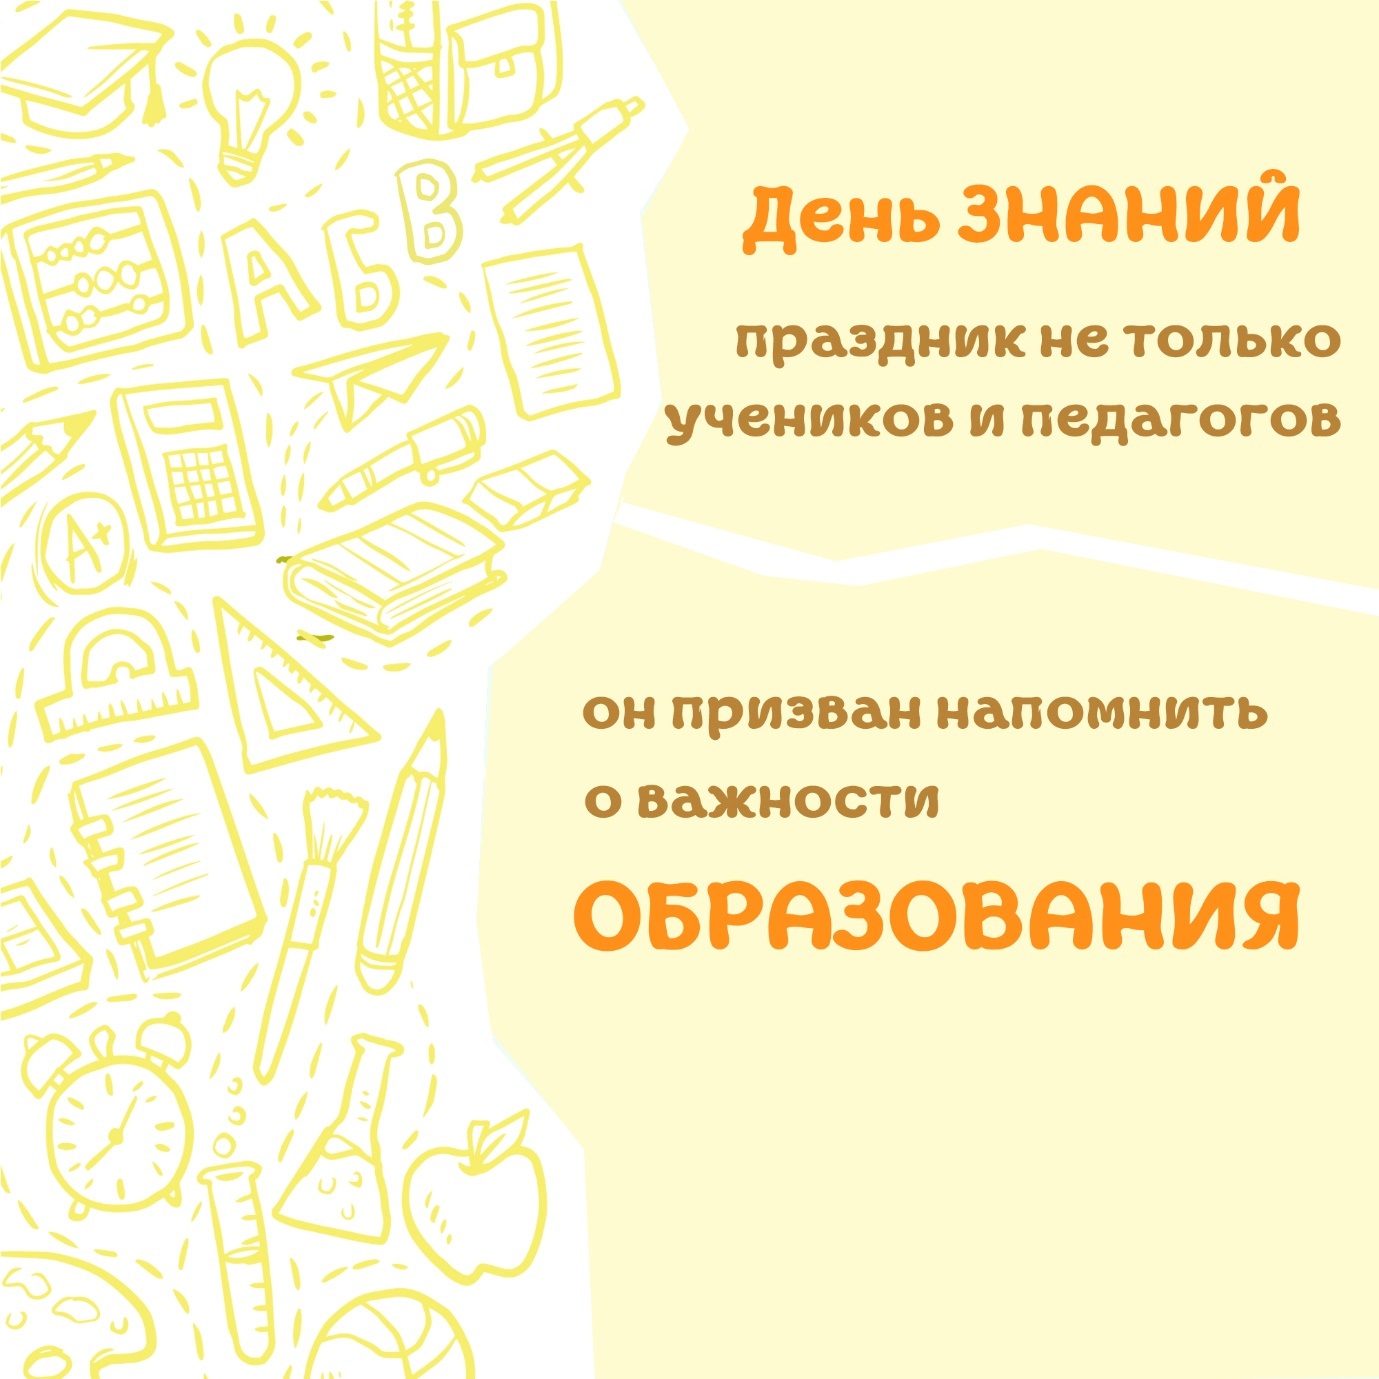 А Б В
A+
День ЗНАНИЙ
праздник не только
учеников и педагогов
он призван напомнить
о важности
ОБРАЗОВАНИЯ